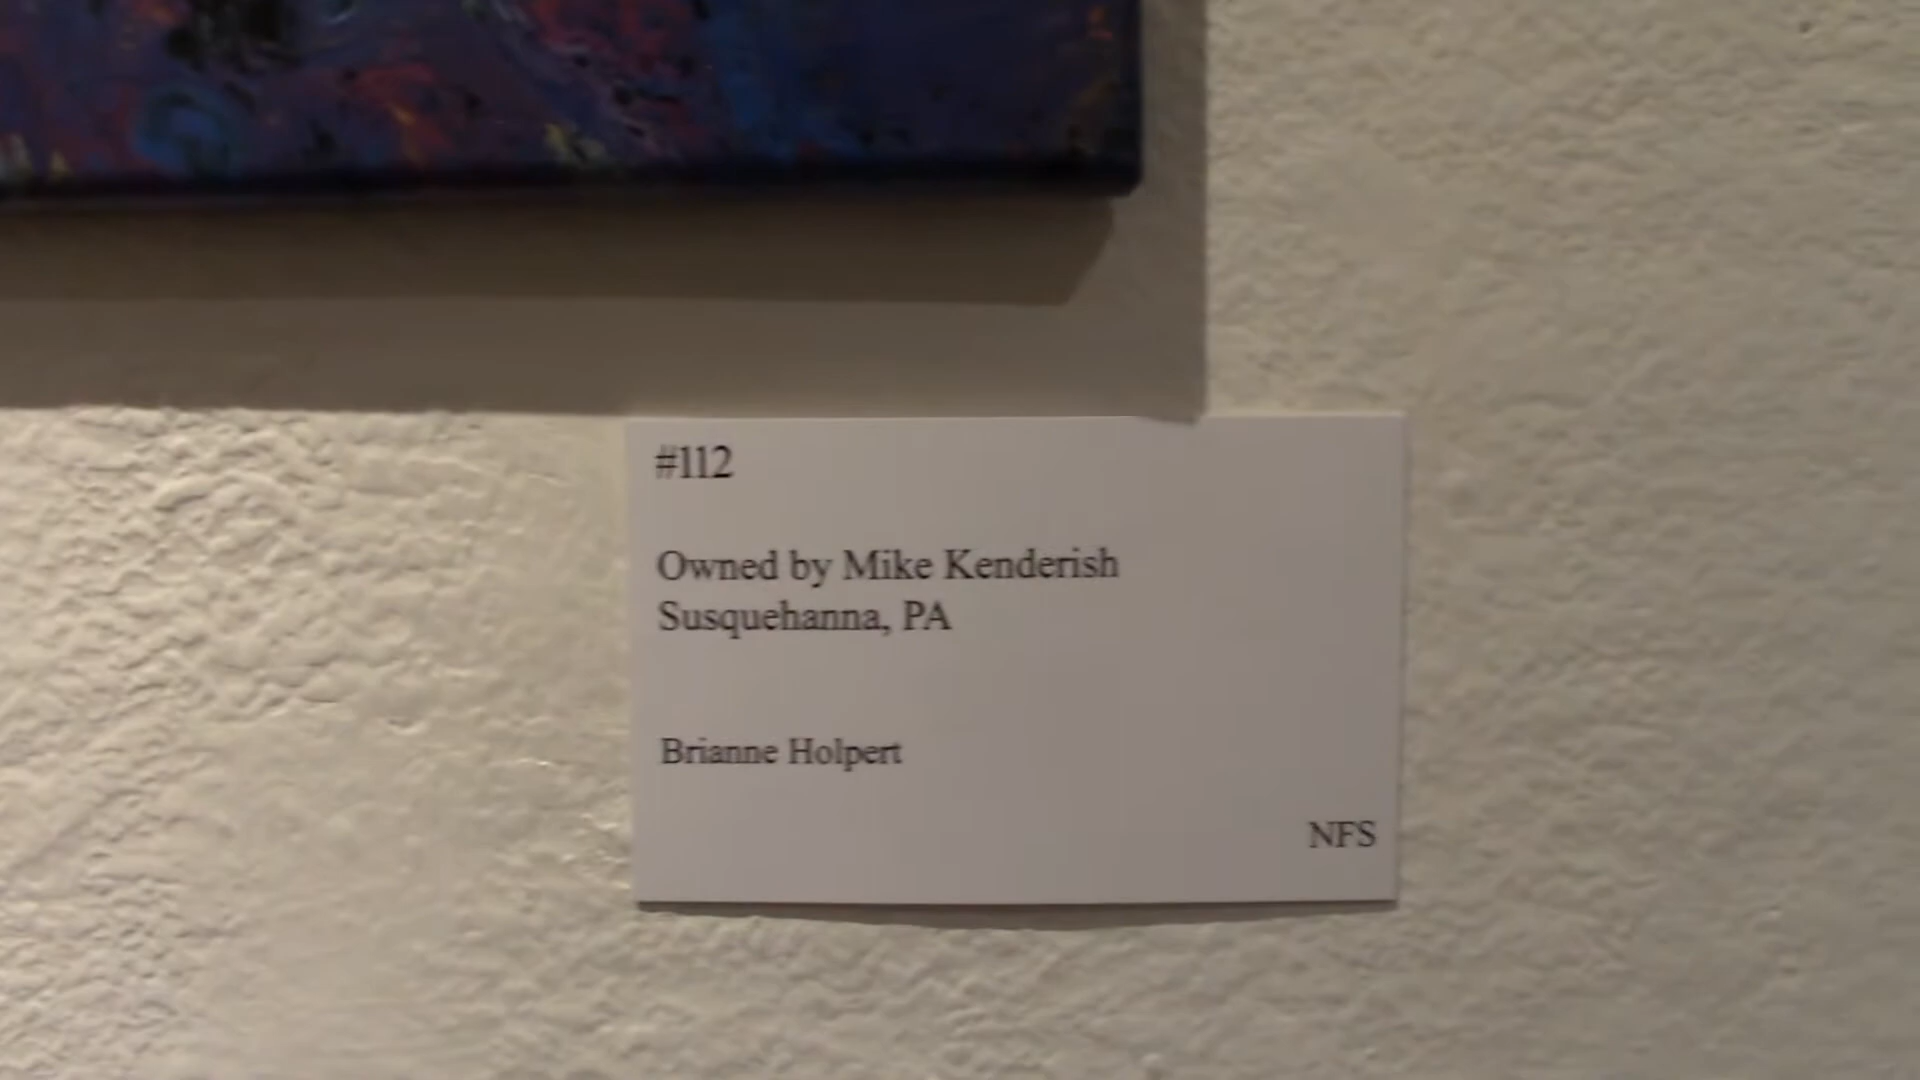 #112
Owned by Mike Kenderish
Susquehanna, PA
Brianne Holpert
NFS